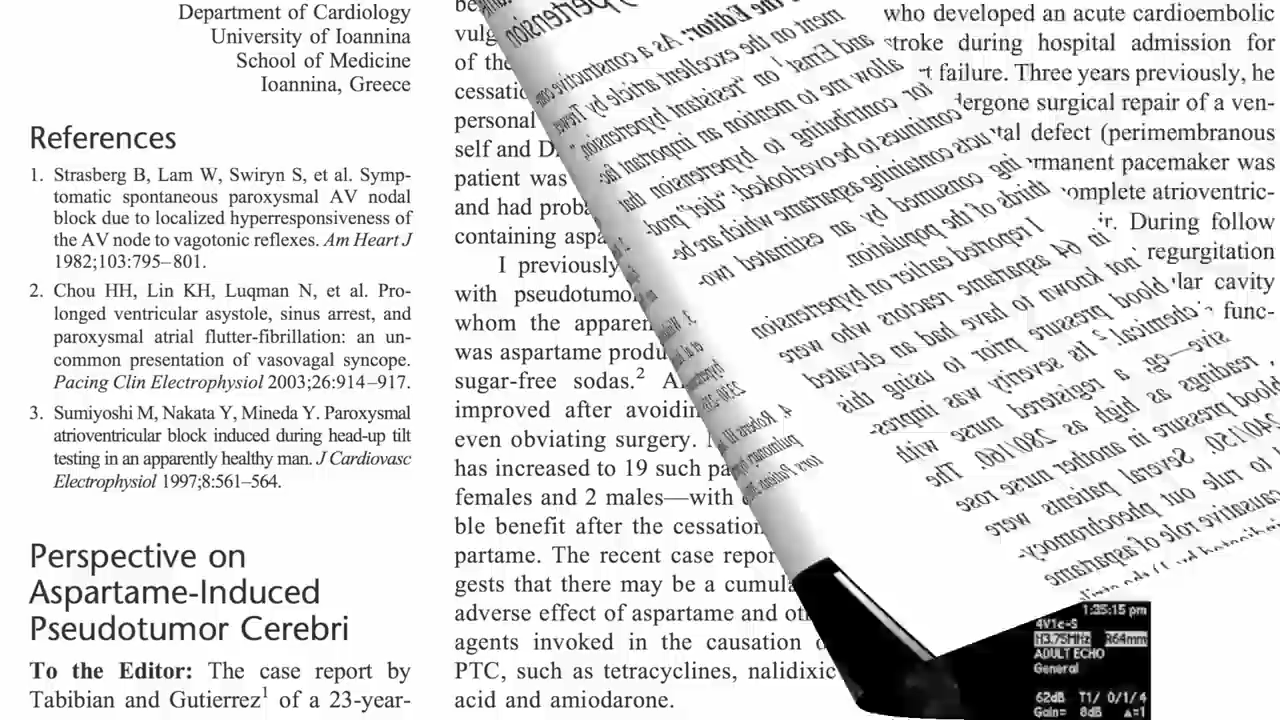 Department of Cardiology
University of Ioannina
School of Medicine
Ioannina, Greece
References
1. Strasberg B, Lam W, Swiryn S, et al. Symp-
tomatic spontaneous paroxysmal AV nodal
block due to localized hyperresponsiveness of
the AV node to vagotonic reflexes. Am Heart J
1982;103:795–801.
2. Chou HH, Lin KH, Luqman N, et al. Pro-
longed ventricular asystole, sinus arrest, and
paroxysmal atrial flutter-fibrillation: an un-
common presentation of vasovagal syncope.
Pacing Clin Electrophysiol 2003;26:914–917.
3. Sumiyoshi M, Nakata Y, Mineda Y. Paroxysmal
atrioventricular block induced during head-up tilt
testing in an apparently healthy man. J Cardiovasc
Electrophysiol 1997;8:561–564.
Perspective on
Aspartame-Induced
Pseudotumor Cerebri
To the Editor: The case report by
Tabibian and Gutierrez1 of a 23-year-
vulg
of the
cessatio
personal
self and D
patient was
and had proba
containing aspa
I previously
with pseudotumo
whom the apparen
was aspartame produ
sugar-free sodas.2 A
improved after avoidin
even obviating surgery.
has increased to 19 such pa
females and 2 males—with
ble benefit after the cessation
partame. The recent case repor
gests that there may be a cumula
adverse effect of aspartame and oth
agents invoked in the causation o
PTC, such as tetracyclines, nalidixic
acid and amiodarone.
ypertension
the Editor: As a constructive com-
ment on the excellent article by Trewet
and Ernst1 on "resistant hypertension,"
allow me to mention an important fac-
for contributing to hypertension that
continues to be overlooked: "diet" prod-
ucts containing aspartame which are be-
ing consumed by an estimated two-
thirds of the population.
I reported earlier on hypertension
in 64 aspartame reactors who were
not known to have had an elevated
blood pressure prior to using this
chemical.2 Its severity was impres-
sive—eg, a registered nurse with
readings as high as 280/160. The
blood pressure in another nurse rose
240/150. Several patients were
to rule out pheochromocy-
causative role of aspartame
who developed an acute cardioembolic
stroke during hospital admission for
failure. Three years previously, he
dergone surgical repair of a ven-
tal defect (perimembranous
rmanent pacemaker was
omplete atrioventric-
r. During follow
regurgitation
lar cavity
func-
1:35:15 pm
4V1c-S
H3.75MHz R64mm
ADULT ECHO
General
62dB T1/ 0/1/4
Gain= 8dB Δ=1